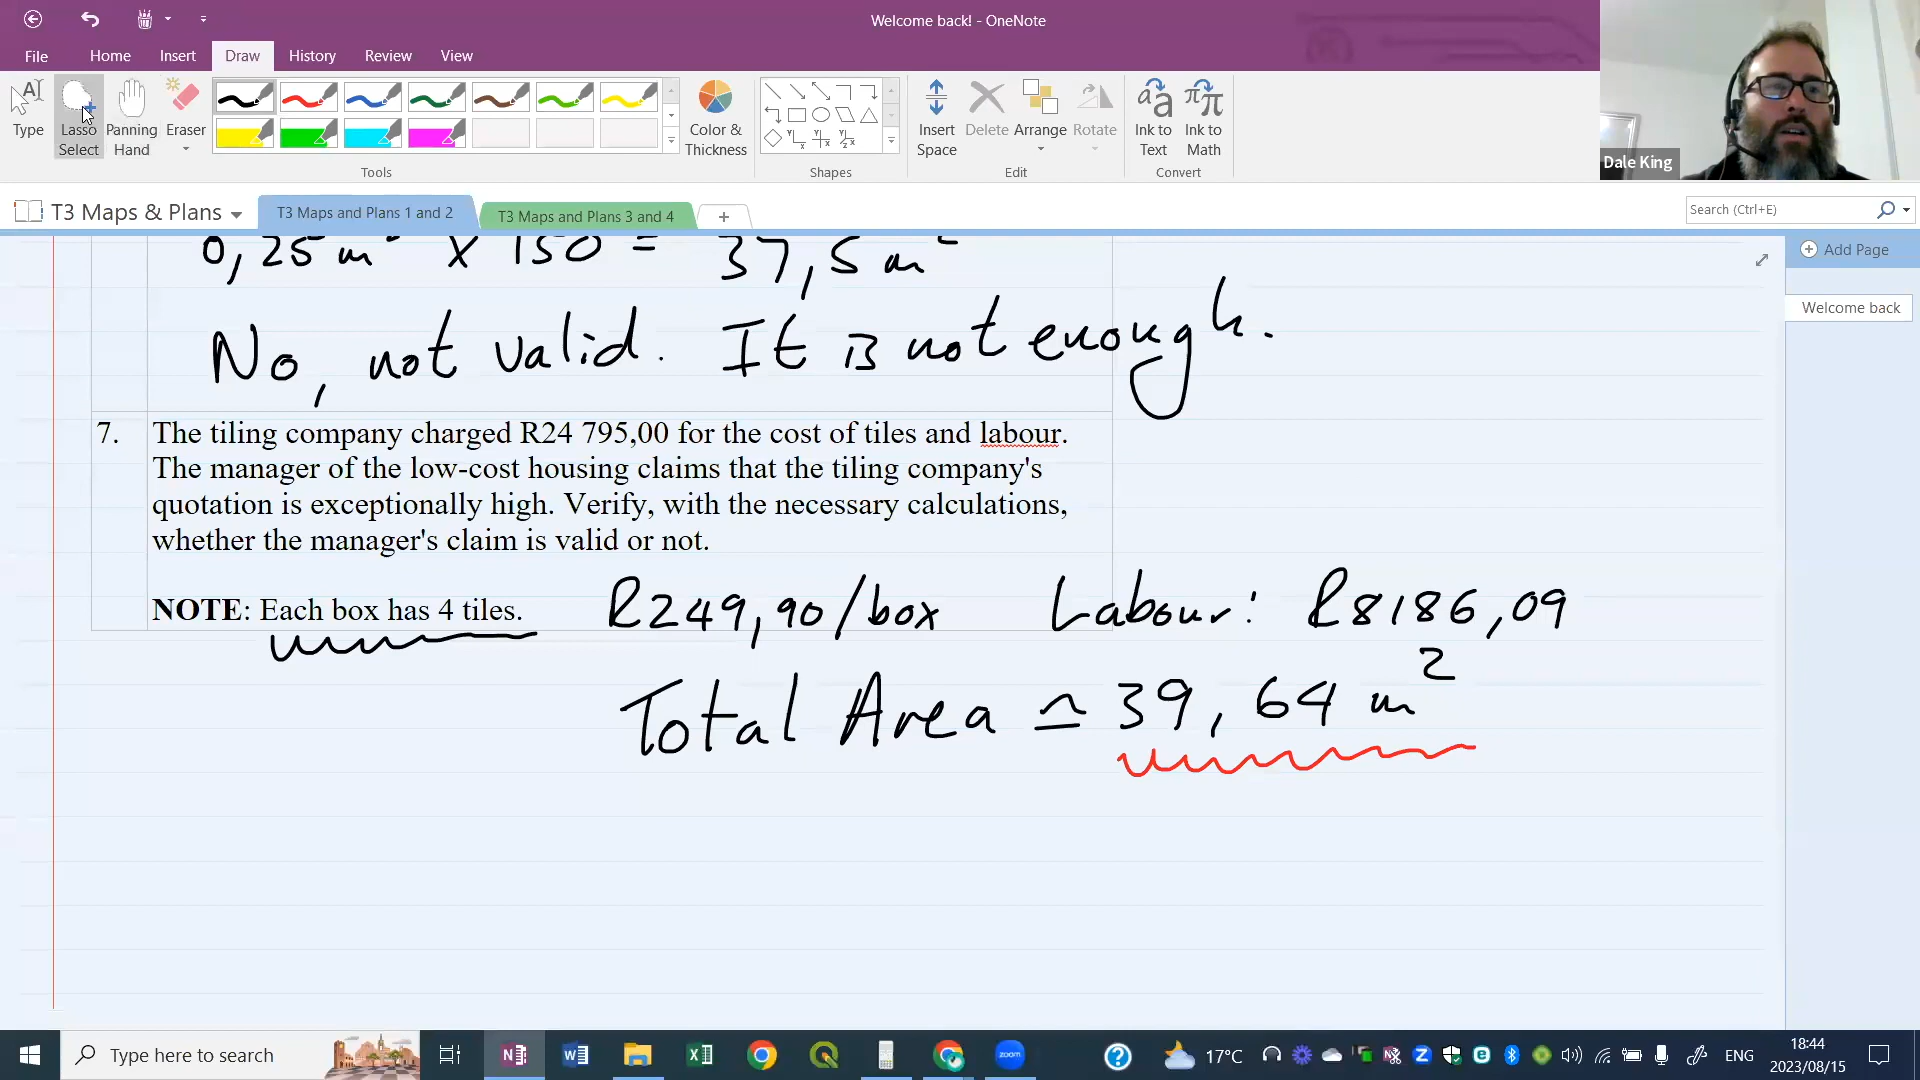 Welcome back! - OneNote
File Home Insert Draw History Review View
Type
Lasso Select
Panning Hand
Eraser
Color & Thickness
Insert Space
Delete
Arrange
Rotate
Ink to Text
Ink to Math
Tools
Shapes
Edit
Convert
Dale King
T3 Maps & Plans
T3 Maps and Plans 1 and 2
T3 Maps and Plans 3 and 4
Search (Ctrl+E)
Add Page
Welcome back
0,25 m² x 150 = 37,5 m²
No, not valid. It is not enough.
7. The tiling company charged R24 795,00 for the cost of tiles and labour.
The manager of the low-cost housing claims that the tiling company's
quotation is exceptionally high. Verify, with the necessary calculations,
whether the manager's claim is valid or not.
NOTE: Each box has 4 tiles. R249,90/box Labour: R8186,09
Total Area ≃ 39,64 m²
Type here to search
zoom
17°C
ENG
18:44
2023/08/15